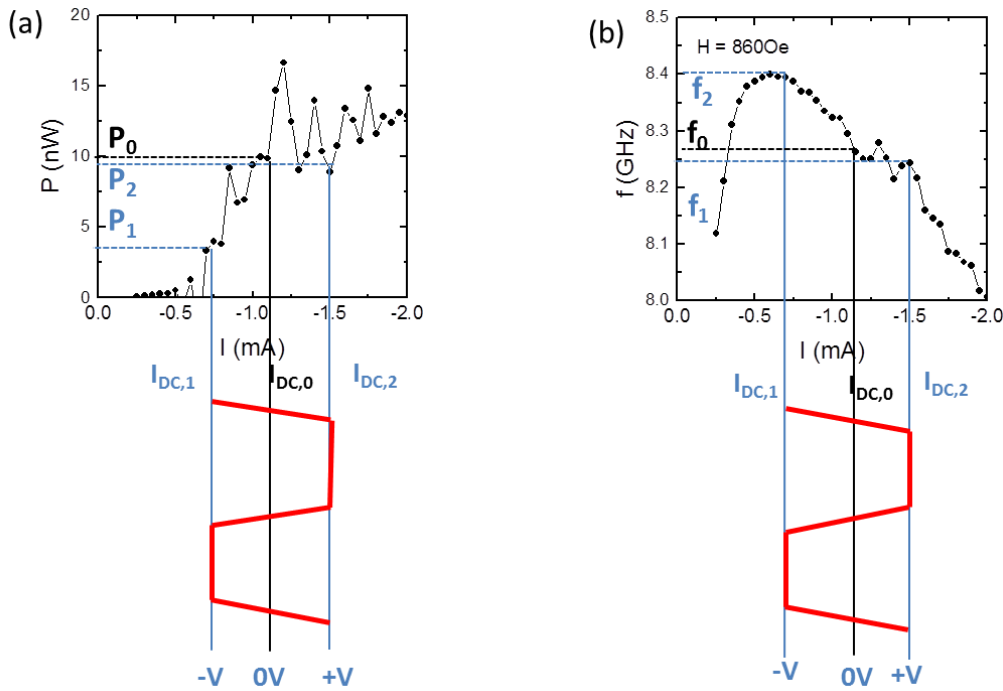 (a)
20
15
10
5
0
P (nW)
P₀
P₂
P₁
0.0 -0.5 -1.0 -1.5 -2.0
I (mA)
I_DC,1 I_DC,0 I_DC,2
-V 0V +V
(b)
H = 860Oe
8.5
8.4
8.3
8.2
8.1
8.0
f (GHz)
f₂
f₀
f₁
0.0 -0.5 -1.0 -1.5 -2.0
I (mA)
I_DC,1 I_DC,0 I_DC,2
-V 0V +V